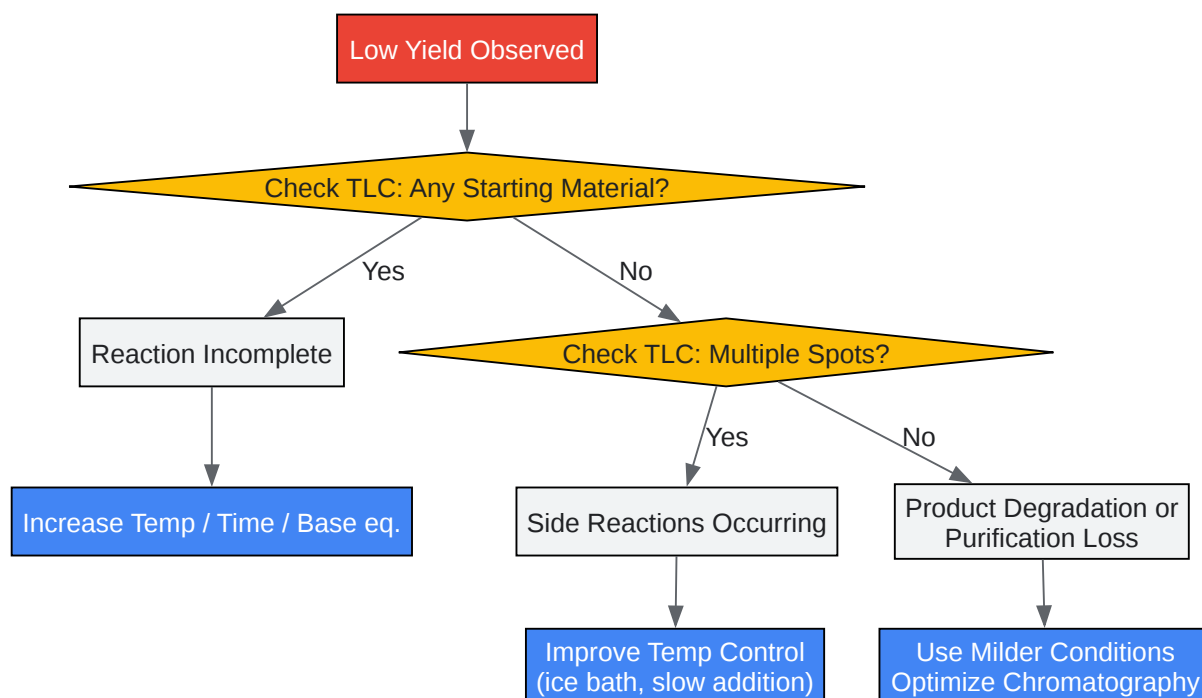 Low Yield Observed
Check TLC: Any Starting Material?
Yes
No
Reaction Incomplete
Check TLC: Multiple Spots?
Yes
No
Increase Temp / Time / Base eq.
Side Reactions Occurring
Product Degradation or
Purification Loss
Improve Temp Control
(ice bath, slow addition)
Use Milder Conditions
Optimize Chromatography